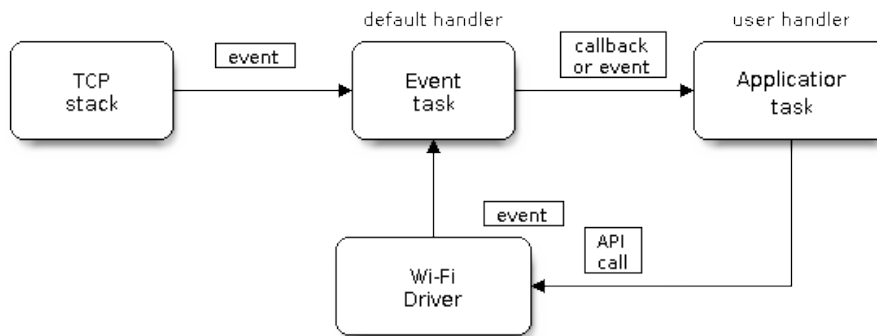 default handler
user handler
event
callback
or event
TCP
stack
Event
task
Application
task
event
API
call
Wi-Fi
Driver